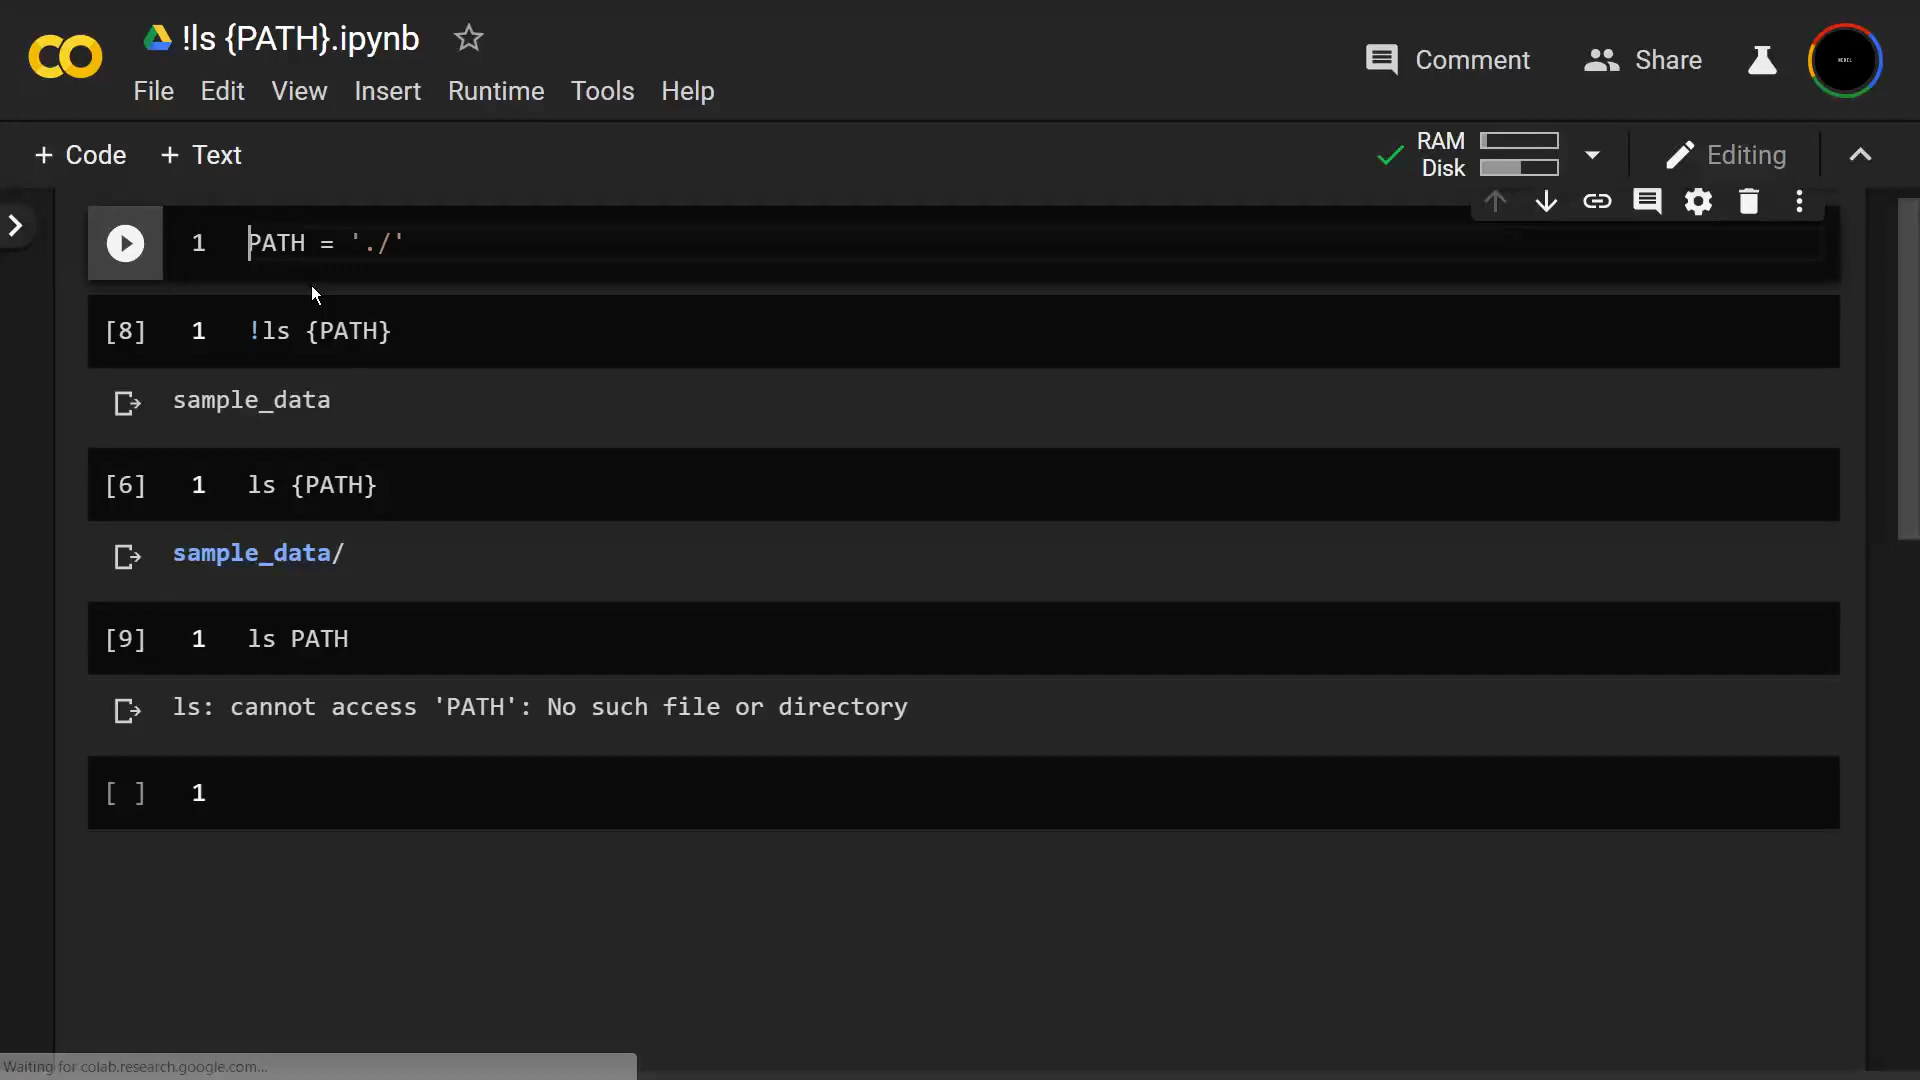 !ls {PATH}.ipynb
Comment
Share
File Edit View Insert Runtime Tools Help
+ Code + Text
RAM
Disk
Editing
1 PATH = './'
[8] 1 !ls {PATH}
sample_data
[6] 1 ls {PATH}
sample_data/
[9] 1 ls PATH
ls: cannot access 'PATH': No such file or directory
[ ] 1
Waiting for colab.research.google.com...